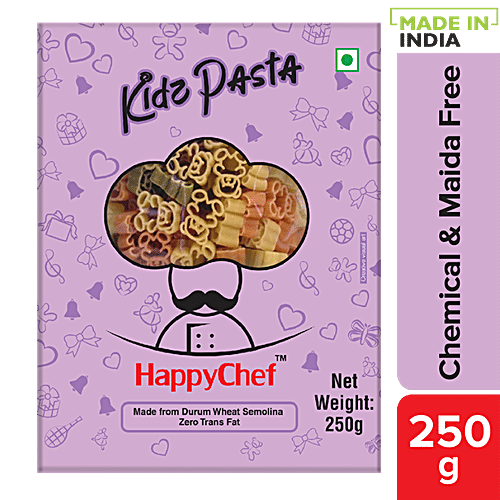 MADE IN
INDIA
Kidz PASTA
HappyChef™
Made from Durum Wheat Semolina
Zero Trans Fat
Net
Weight:
250g
Chemical & Maida Free
250
g